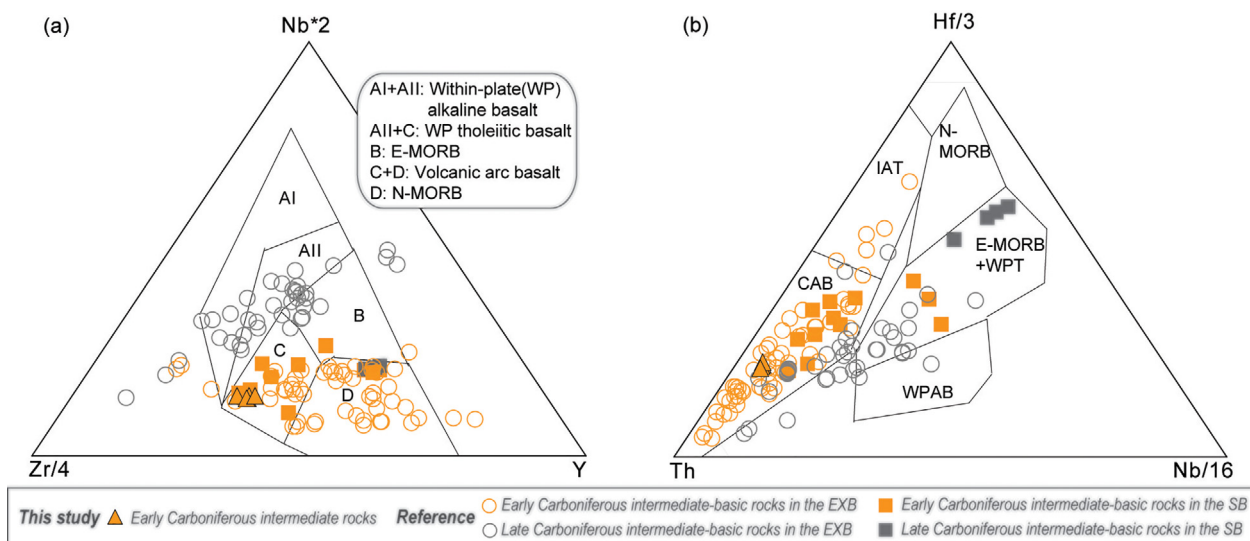 (a)
Nb*2
AI+AII: Within-plate(WP)
alkaline basalt
AII+C: WP tholeiitic basalt
B: E-MORB
C+D: Volcanic arc basalt
D: N-MORB
AI
AII
B
C
D
Zr/4
Y
(b)
Hf/3
N-
MORB
IAT
E-MORB
+WPT
CAB
WPAB
Th
Nb/16
This study Early Carboniferous intermediate rocks Reference
Early Carboniferous intermediate-basic rocks in the EXB
Late Carboniferous intermediate-basic rocks in the EXB
Early Carboniferous intermediate-basic rocks in the SB
Late Carboniferous intermediate-basic rocks in the SB